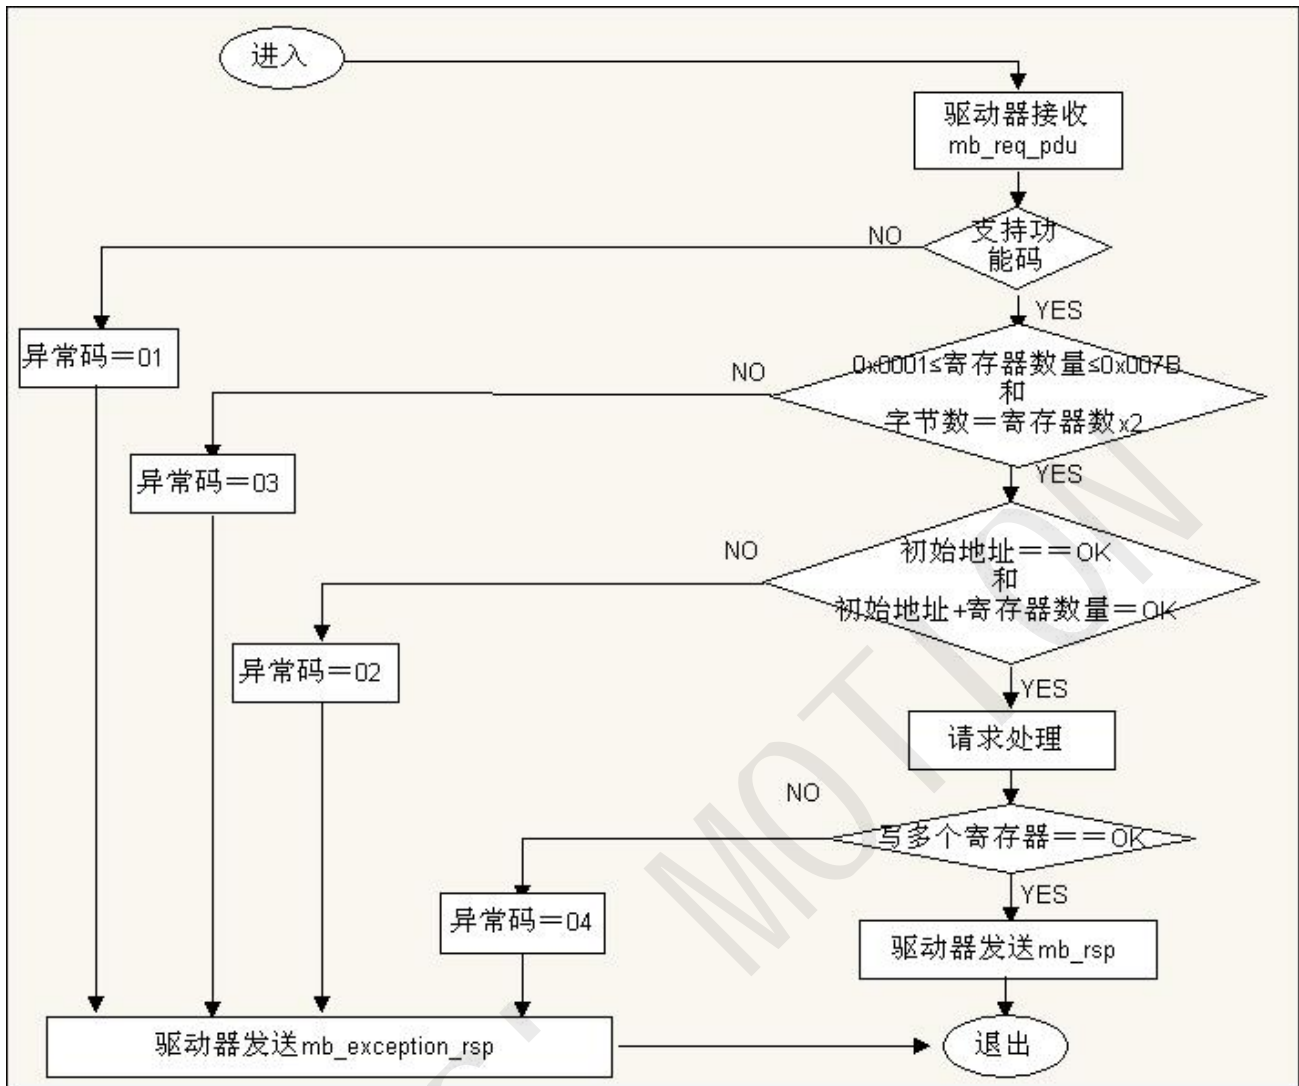 进入
驱动器接收
mb_req_pdu
支持功
能码
NO
YES
异常码＝01
0x0001≤寄存器数量≤0x007B
和
字节数＝寄存器数x2
NO
YES
异常码＝03
初始地址＝＝OK
和
初始地址+寄存器数量＝OK
NO
YES
异常码＝02
请求处理
NO
写多个寄存器＝＝OK
YES
异常码＝04
驱动器发送mb_rsp
驱动器发送mb_exception_rsp
退出
MOTION